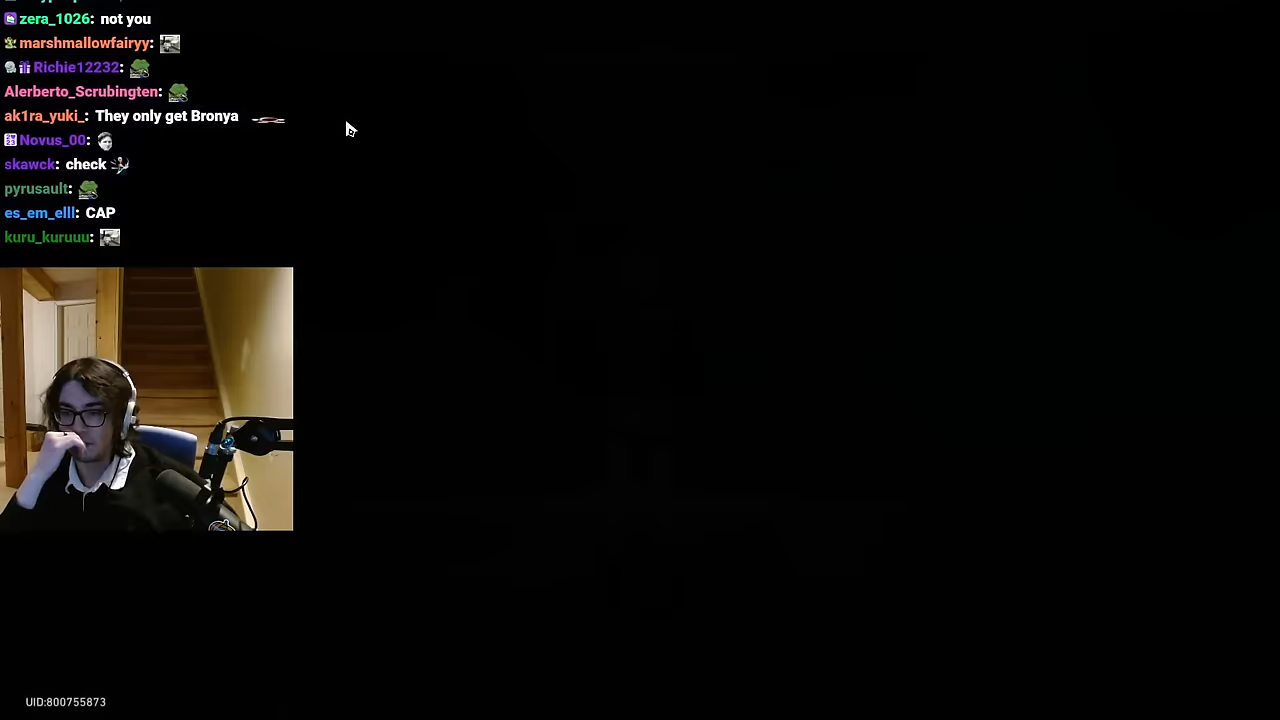 zera_1026: not you
marshmallowfairyy:
Richie12232:
Alerberto_Scrubingten:
ak1ra_yuki_: They only get Bronya
Novus_00:
skawck: check
pyrusault:
es_em_elll: CAP
kuru_kuruuu:
UID:800755873